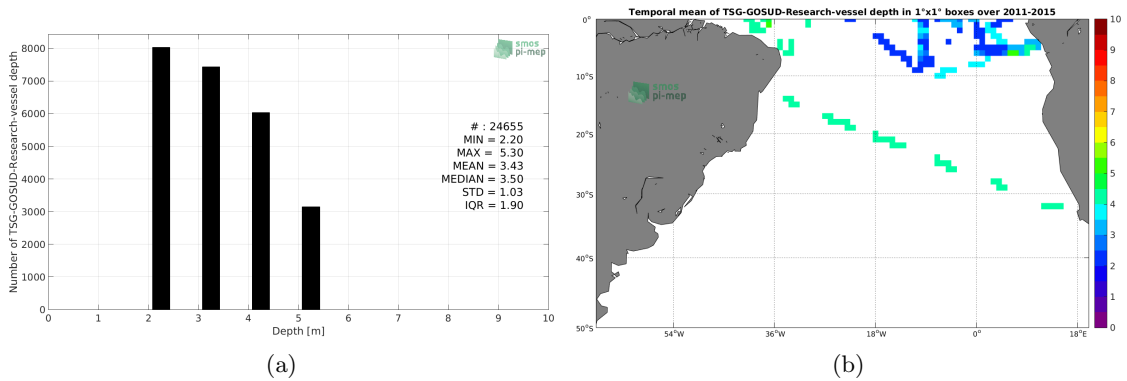 Number of TSG-GOSUD-Research-vessel depth
8000
7000
6000
5000
4000
3000
2000
1000
0
0 1 2 3 4 5 6 7 8 9 10
Depth [m]
smos
pi-mep
# : 24655
MIN = 2.20
MAX = 5.30
MEAN = 3.43
MEDIAN = 3.50
STD = 1.03
IQR = 1.90
(a)
Temporal mean of TSG-GOSUD-Research-vessel depth in 1°x1° boxes over 2011-2015
0°
10°S
20°S
30°S
40°S
50°S
54°W 36°W 18°W 0° 18°E
smos
pi-mep
10
9
8
7
6
5
4
3
2
1
0
(b)